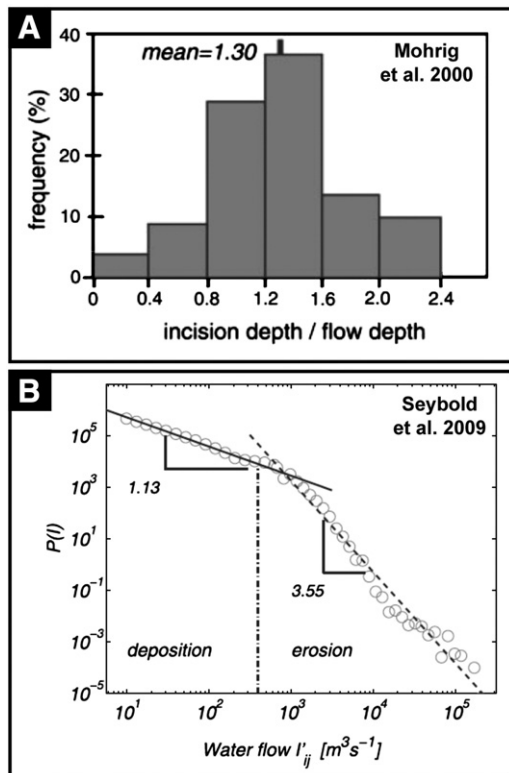 A
mean=1.30
Mohrig
et al. 2000
frequency (%)
40
30
20
10
0
0 0.4 0.8 1.2 1.6 2.0 2.4
incision depth / flow depth
B
Seybold
et al. 2009
P(I)
10^5
10^3
10^1
10^−1
10^−3
10^−5
1.13
3.55
deposition
erosion
10^1 10^2 10^3 10^4 10^5
Water flow I'ij [m^3s^−1]